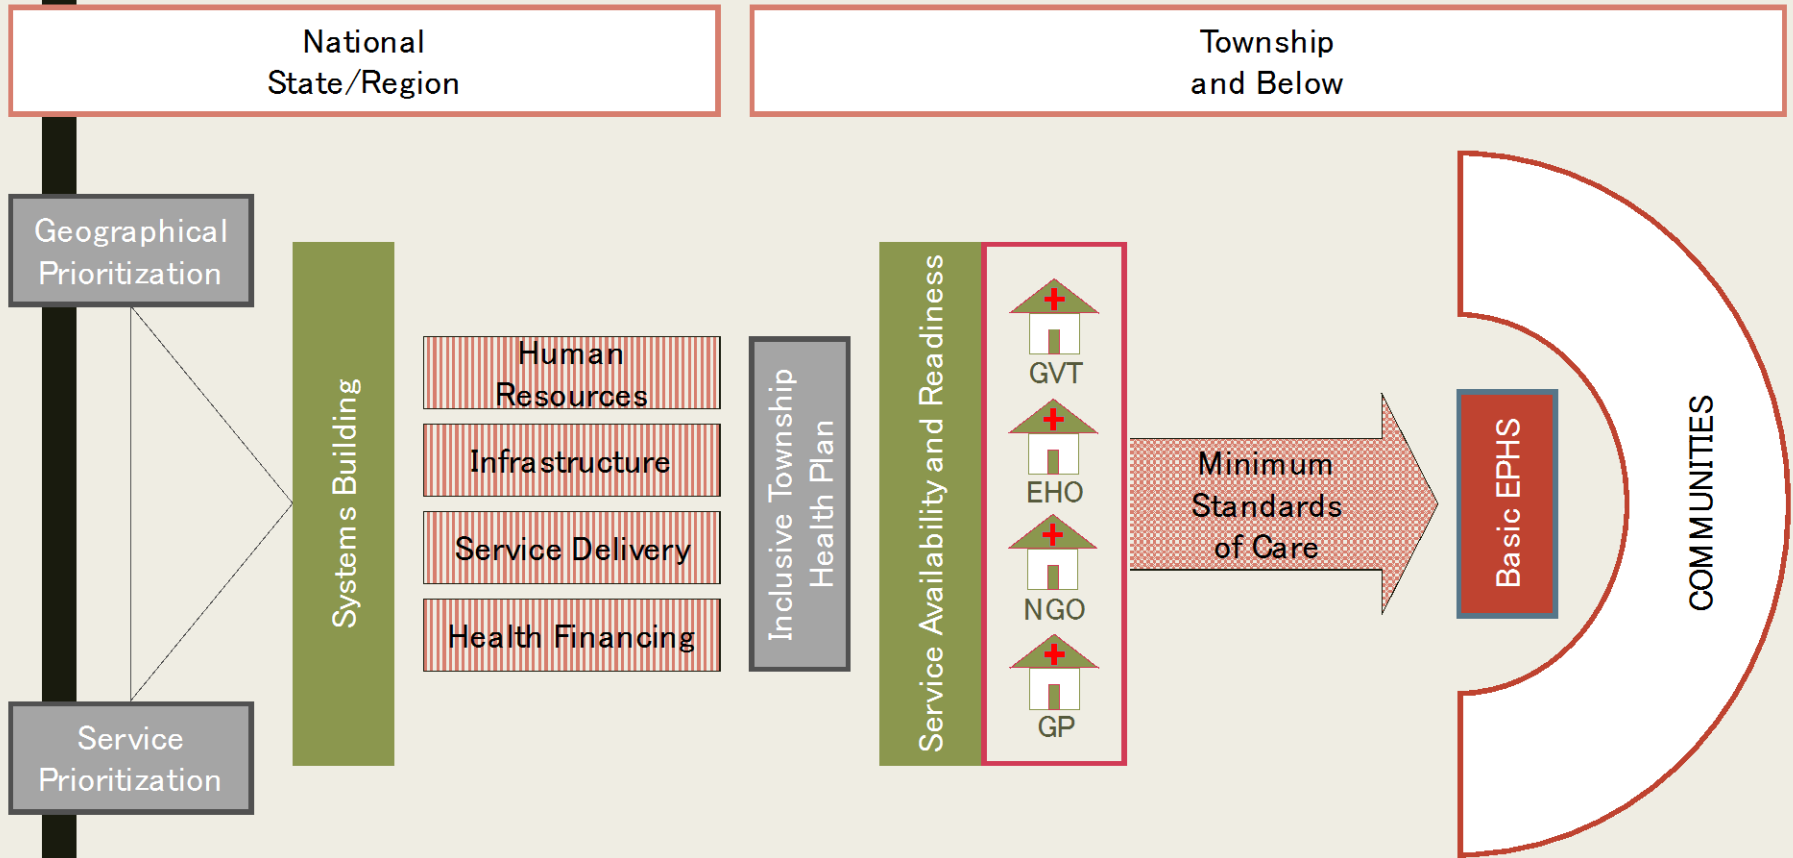 National
State/Region
Township
and Below
Geographical
Prioritization
Service
Prioritization
Systems Building
Human
Resources
Infrastructure
Service Delivery
Health Financing
Inclusive Township
Health Plan
Service Availability and Readiness
GVT
EHO
NGO
GP
Minimum
Standards
of Care
Basic EPHS
COMMUNITIES